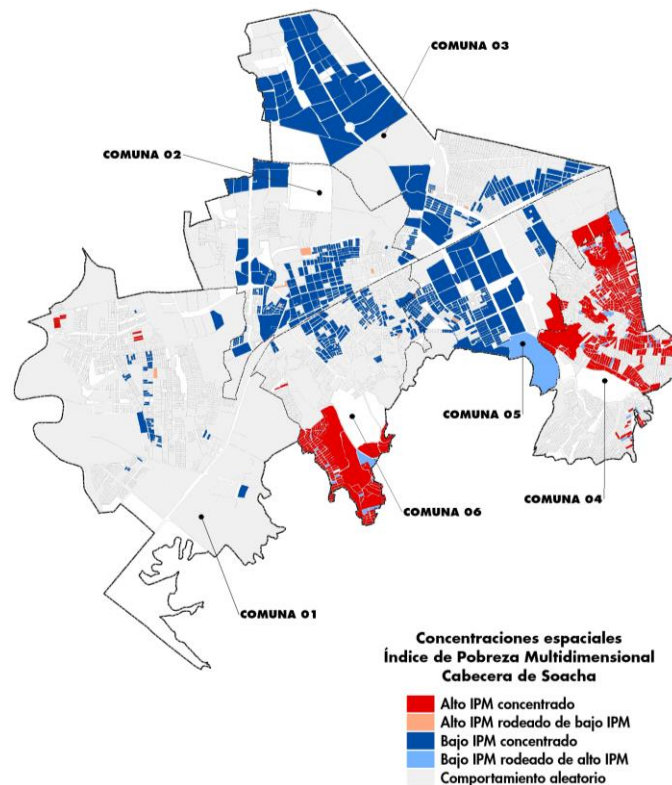 COMUNA 03
COMUNA 02
COMUNA 05
COMUNA 04
COMUNA 06
COMUNA 01
Concentraciones espaciales
Índice de Pobreza Multidimensional
Cabecera de Soacha
Alto IPM concentrado
Alto IPM rodeado de bajo IPM
Bajo IPM concentrado
Bajo IPM rodeado de alto IPM
Comportamiento aleatorio